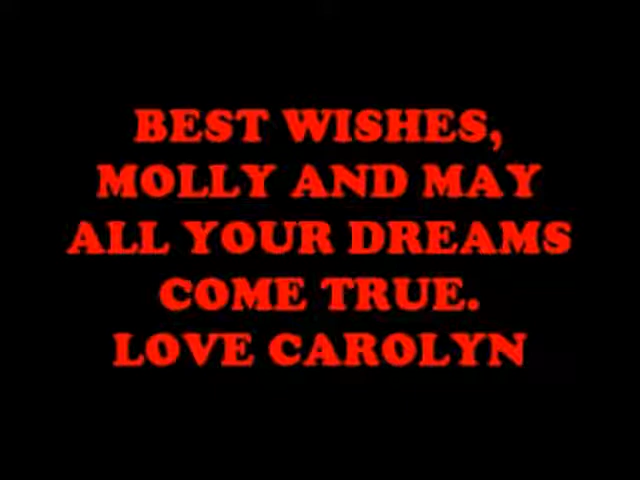 BEST WISHES,
MOLLY AND MAY
ALL YOUR DREAMS
COME TRUE.
LOVE CAROLYN